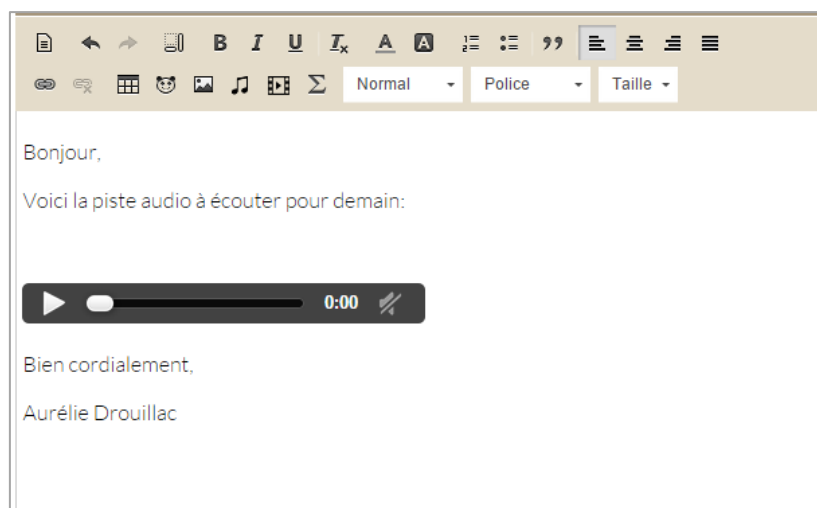 Normal Police Taille
Bonjour,
Voici la piste audio à écouter pour demain:
0:00
Bien cordialement,
Aurélie Drouillac